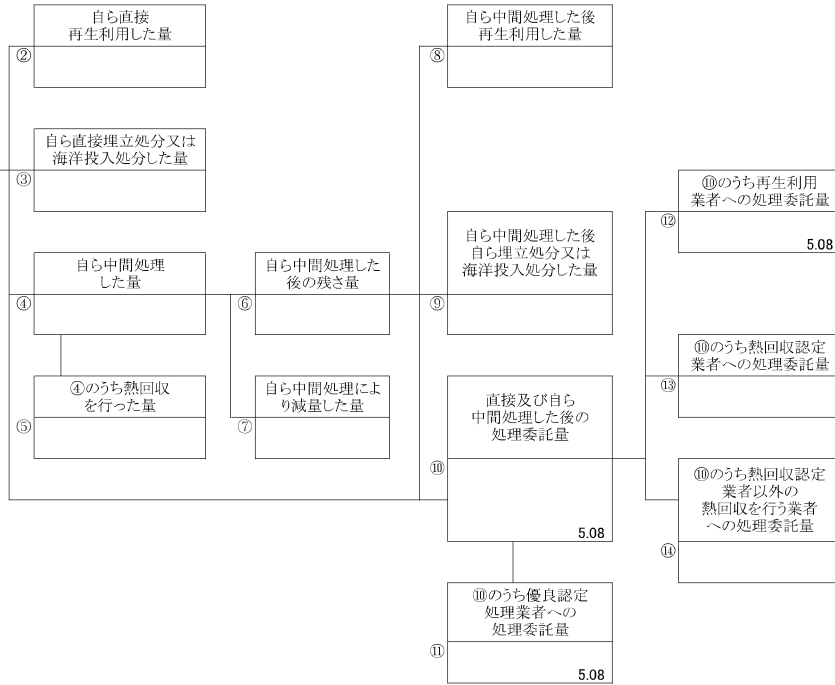 自ら直接
再生利用した量
②
自ら中間処理した後
再生利用した量
⑧
自ら直接埋立処分又は
海洋投入処分した量
③
⑩のうち再生利用
業者への処理委託量
⑫
5.08
自ら中間処理
した量
④
自ら中間処理した
後の残さ量
⑥
自ら中間処理した後
自ら埋立処分又は
海洋投入処分した量
⑨
⑩のうち熱回収認定
業者への処理委託量
⑬
④のうち熱回収
を行った量
⑤
自ら中間処理によ
り減量した量
⑦
直接及び自ら
中間処理した後の
処理委託量
⑩
5.08
⑩のうち熱回収認定
業者以外の
熱回収を行う業者
への処理委託量
⑭
⑩のうち優良認定
処理業者への
処理委託量
⑪
5.08